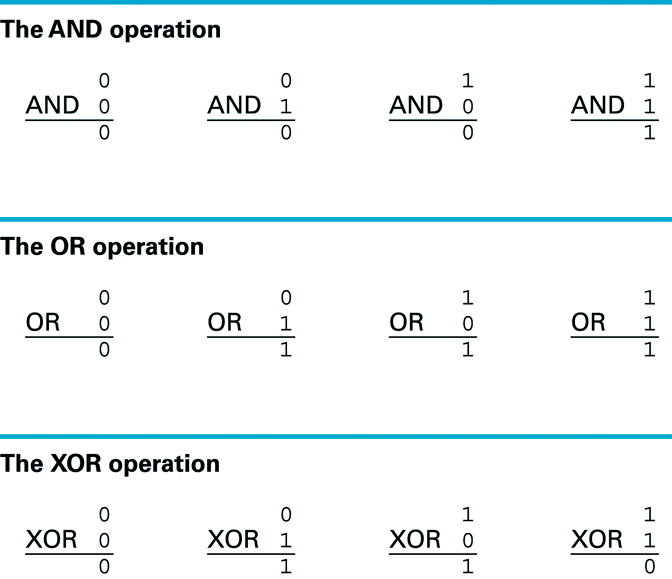 The AND operation
0 0 1 1
AND 0 AND 1 AND 0 AND 1
0 0 0 1
The OR operation
0 0 1 1
OR 0 OR 1 OR 0 OR 1
0 1 1 1
The XOR operation
0 0 1 1
XOR 0 XOR 1 XOR 0 XOR 1
0 1 1 0